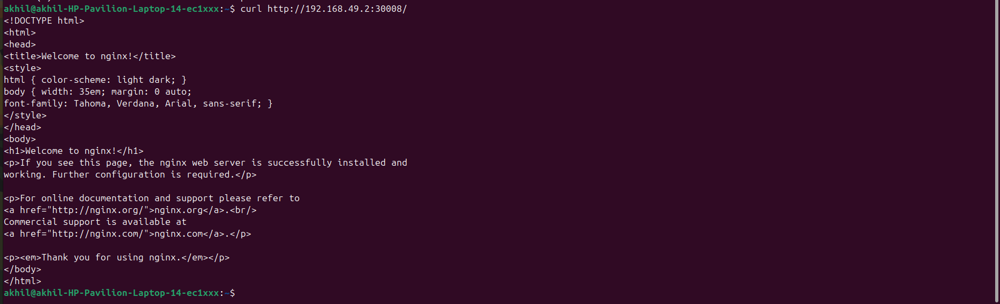 akhil@akhil-HP-Pavilion-Laptop-14-ec1xxx:~$ curl http://192.168.49.2:30008/
<!DOCTYPE html>
<html>
<head>
<title>Welcome to nginx!</title>
<style>
html { color-scheme: light dark; }
body { width: 35em; margin: 0 auto;
font-family: Tahoma, Verdana, Arial, sans-serif; }
</style>
</head>
<body>
<h1>Welcome to nginx!</h1>
<p>If you see this page, the nginx web server is successfully installed and
working. Further configuration is required.</p>

<p>For online documentation and support please refer to
<a href="http://nginx.org/">nginx.org</a>.<br/>
Commercial support is available at
<a href="http://nginx.com/">nginx.com</a>.</p>

<p><em>Thank you for using nginx.</em></p>
</body>
</html>
akhil@akhil-HP-Pavilion-Laptop-14-ec1xxx:~$